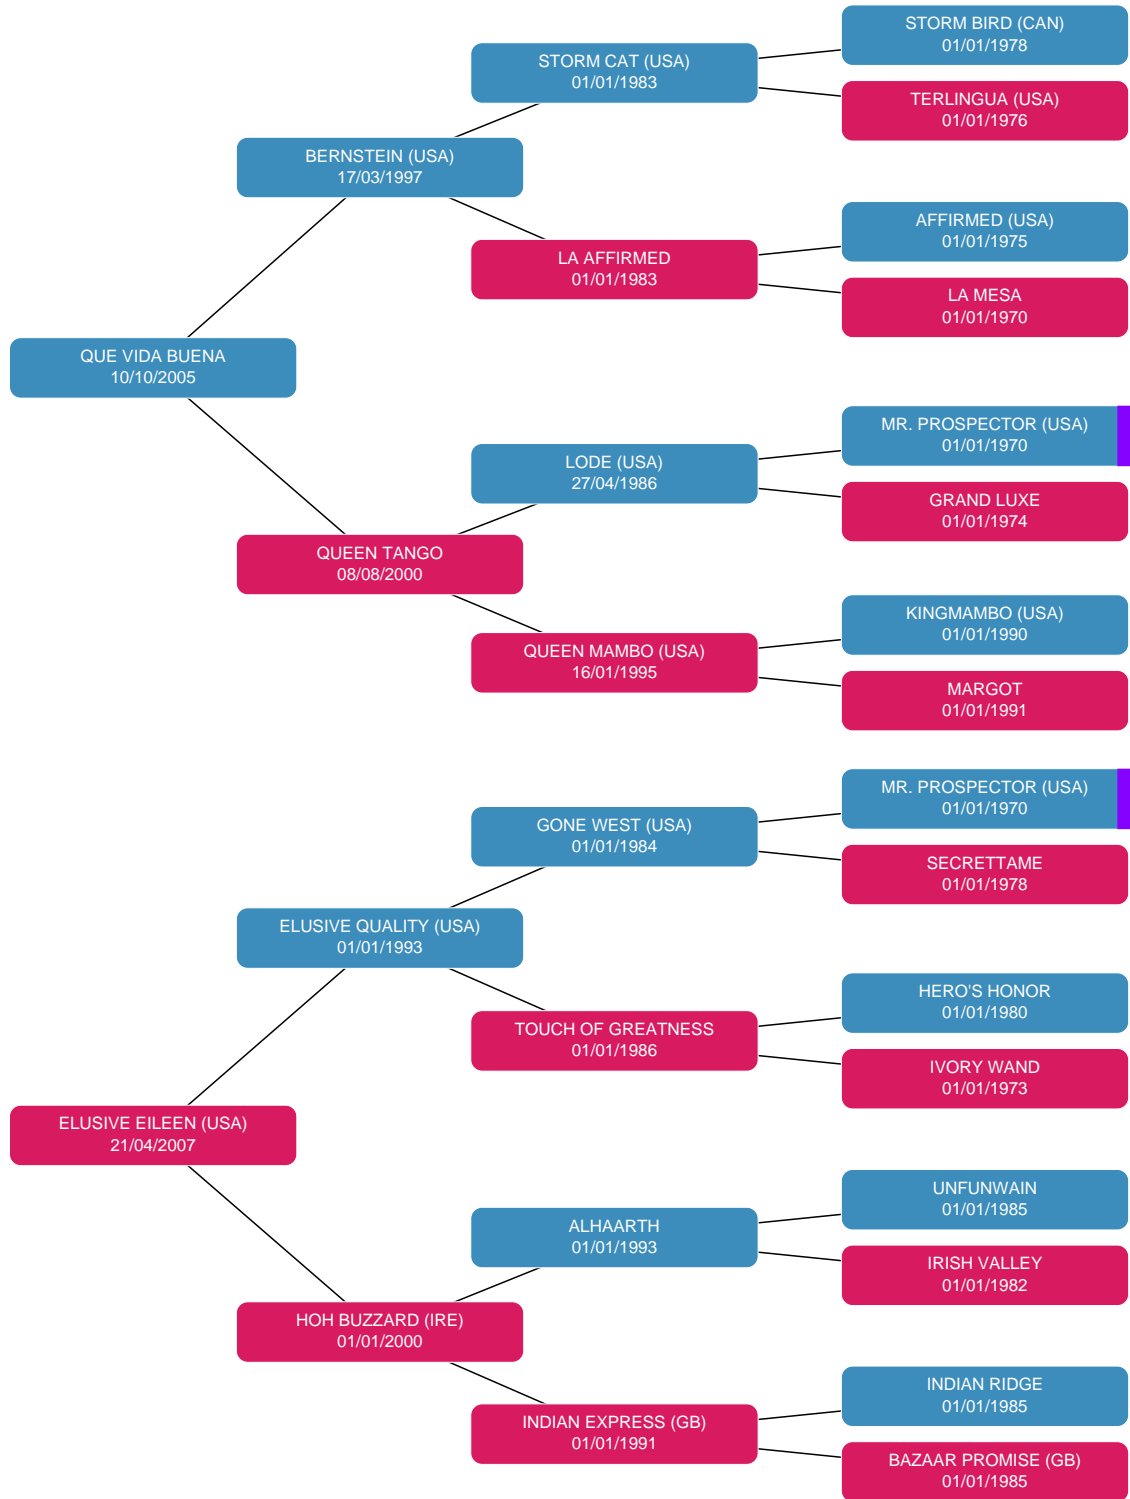 STORM BIRD (CAN)
01/01/1978
STORM CAT (USA)
01/01/1983
TERLINGUA (USA)
01/01/1976
BERNSTEIN (USA)
17/03/1997
AFFIRMED (USA)
01/01/1975
LA AFFIRMED
01/01/1983
LA MESA
01/01/1970
QUE VIDA BUENA
10/10/2005
MR. PROSPECTOR (USA)
01/01/1970
LODE (USA)
27/04/1986
GRAND LUXE
01/01/1974
QUEEN TANGO
08/08/2000
KINGMAMBO (USA)
01/01/1990
QUEEN MAMBO (USA)
16/01/1995
MARGOT
01/01/1991
MR. PROSPECTOR (USA)
01/01/1970
GONE WEST (USA)
01/01/1984
SECRETTAME
01/01/1978
ELUSIVE QUALITY (USA)
01/01/1993
HERO'S HONOR
01/01/1980
TOUCH OF GREATNESS
01/01/1986
IVORY WAND
01/01/1973
ELUSIVE EILEEN (USA)
21/04/2007
UNFUNWAIN
01/01/1985
ALHAARTH
01/01/1993
IRISH VALLEY
01/01/1982
HOH BUZZARD (IRE)
01/01/2000
INDIAN RIDGE
01/01/1985
INDIAN EXPRESS (GB)
01/01/1991
BAZAAR PROMISE (GB)
01/01/1985